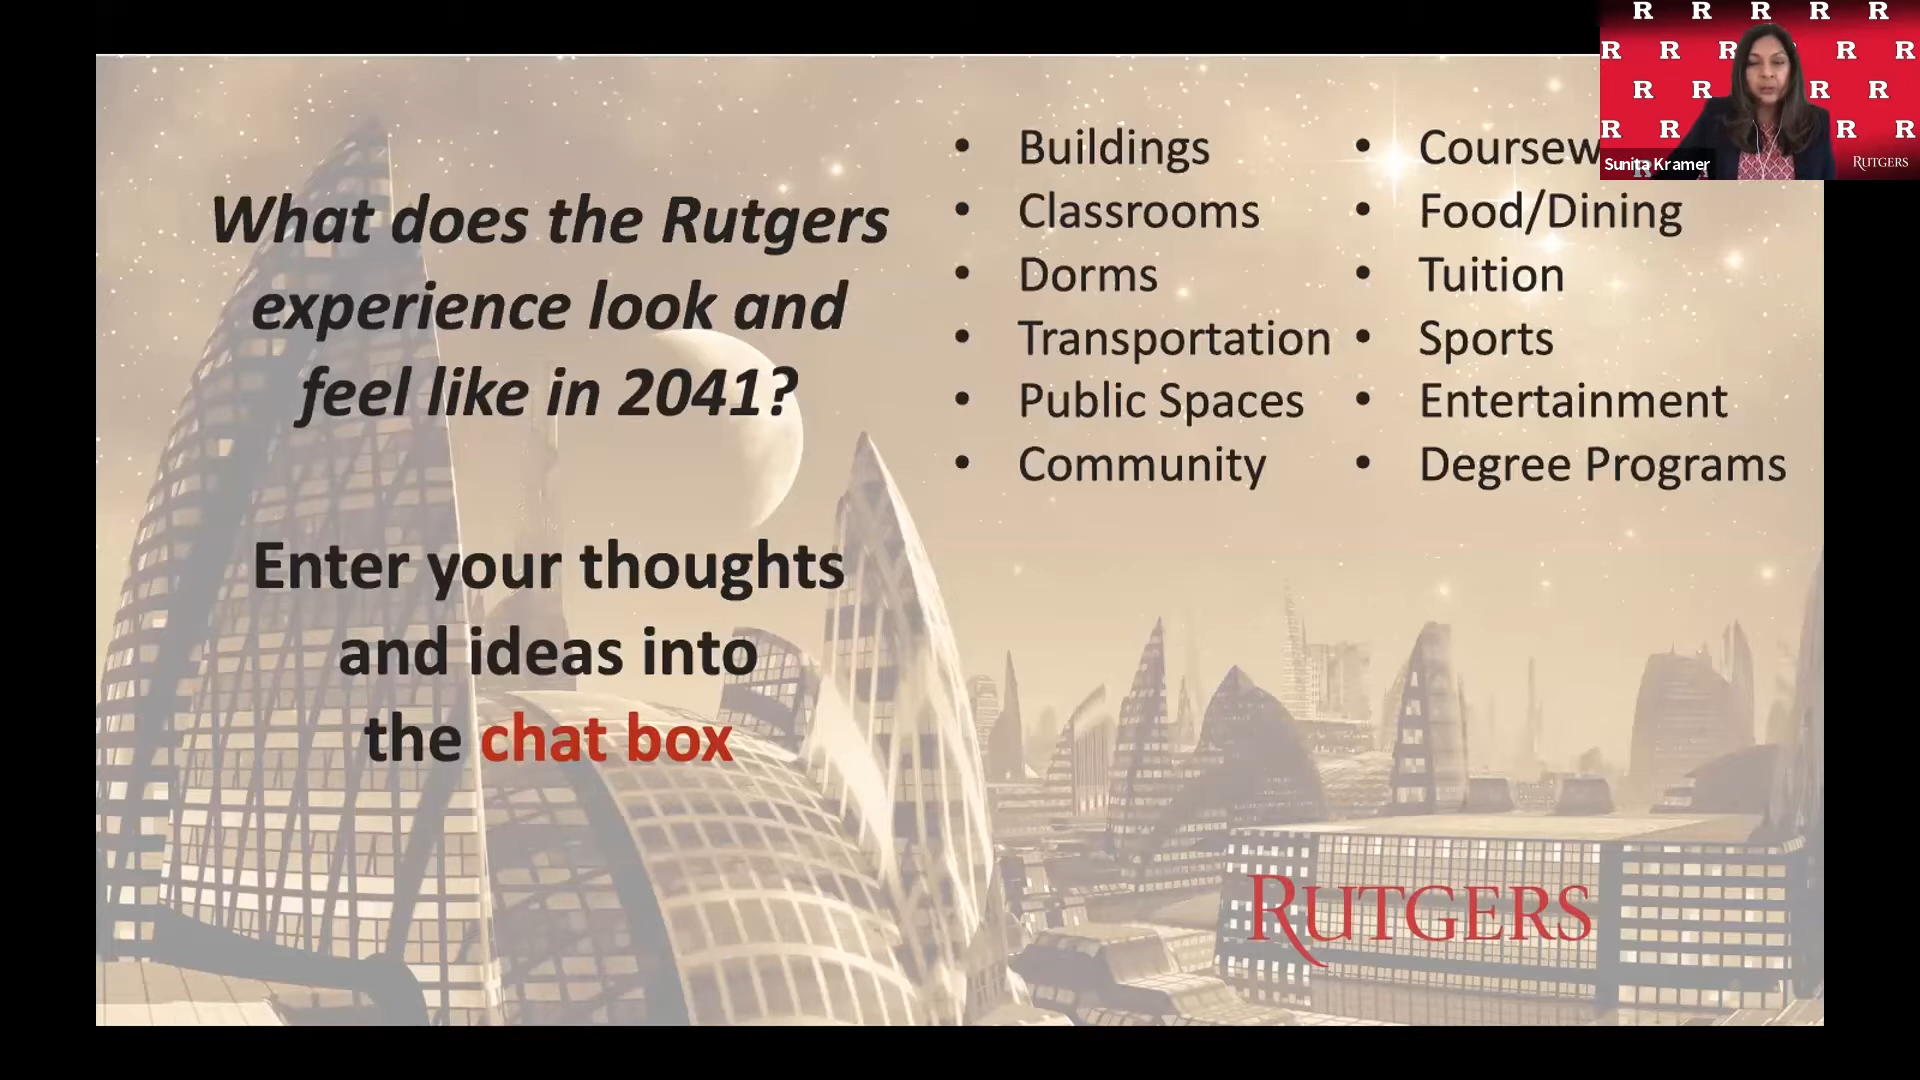 What does the Rutgers
experience look and
feel like in 2041?
Enter your thoughts
and ideas into
the chat box
• Buildings
• Classrooms
• Dorms
• Transportation
• Public Spaces
• Community
• Coursew
• Food/Dining
• Tuition
• Sports
• Entertainment
• Degree Programs
RUTGERS
R R R R R
R R R R R
R R R R
R R R R
Sunita Kramer
RUTGERS